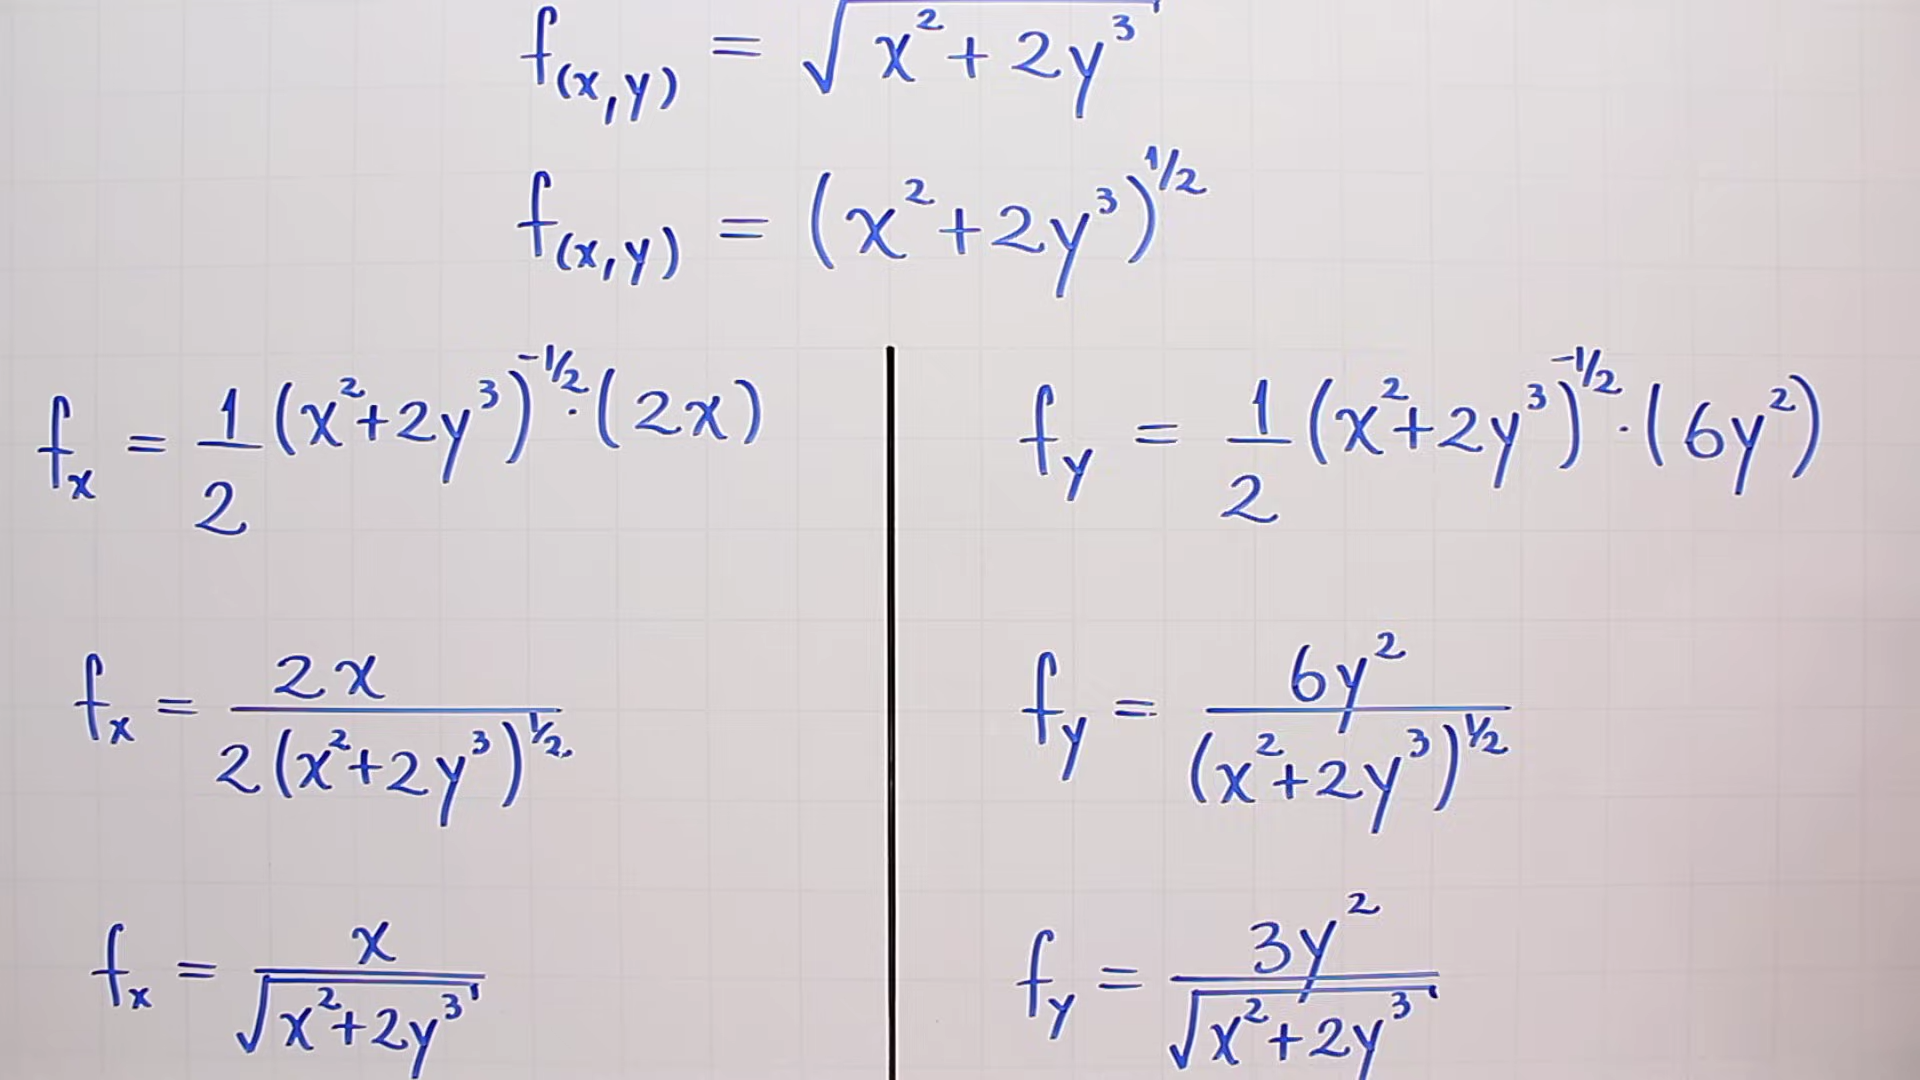 f(x,y) = √(x² + 2y³)
f(x,y) = (x² + 2y³)^1/2
fx = 1/2 (x²+2y³)^-1/2 · (2x)
fx = 2x / 2(x²+2y³)^1/2
fx = x / √(x²+2y³)
fy = 1/2 (x²+2y³)^-1/2 · (6y²)
fy = 6y² / (x²+2y³)^1/2
fy = 3y² / √(x²+2y³)